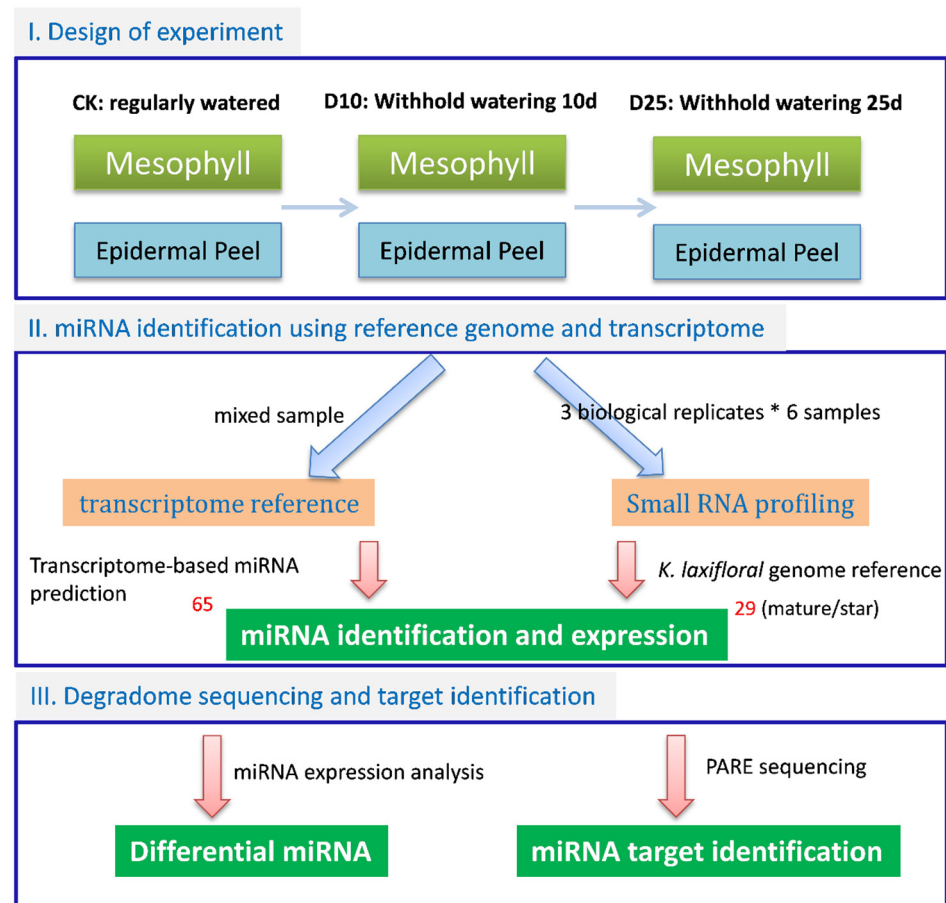 I. Design of experiment
CK: regularly watered
D10: Withhold watering 10d
D25: Withhold watering 25d
Mesophyll
Mesophyll
Mesophyll
Epidermal Peel
Epidermal Peel
Epidermal Peel
II. miRNA identification using reference genome and transcriptome
mixed sample
3 biological replicates * 6 samples
transcriptome reference
Small RNA profiling
Transcriptome-based miRNA
prediction
65
K. laxifloral genome reference
29 (mature/star)
miRNA identification and expression
III. Degradome sequencing and target identification
miRNA expression analysis
PARE sequencing
Differential miRNA
miRNA target identification